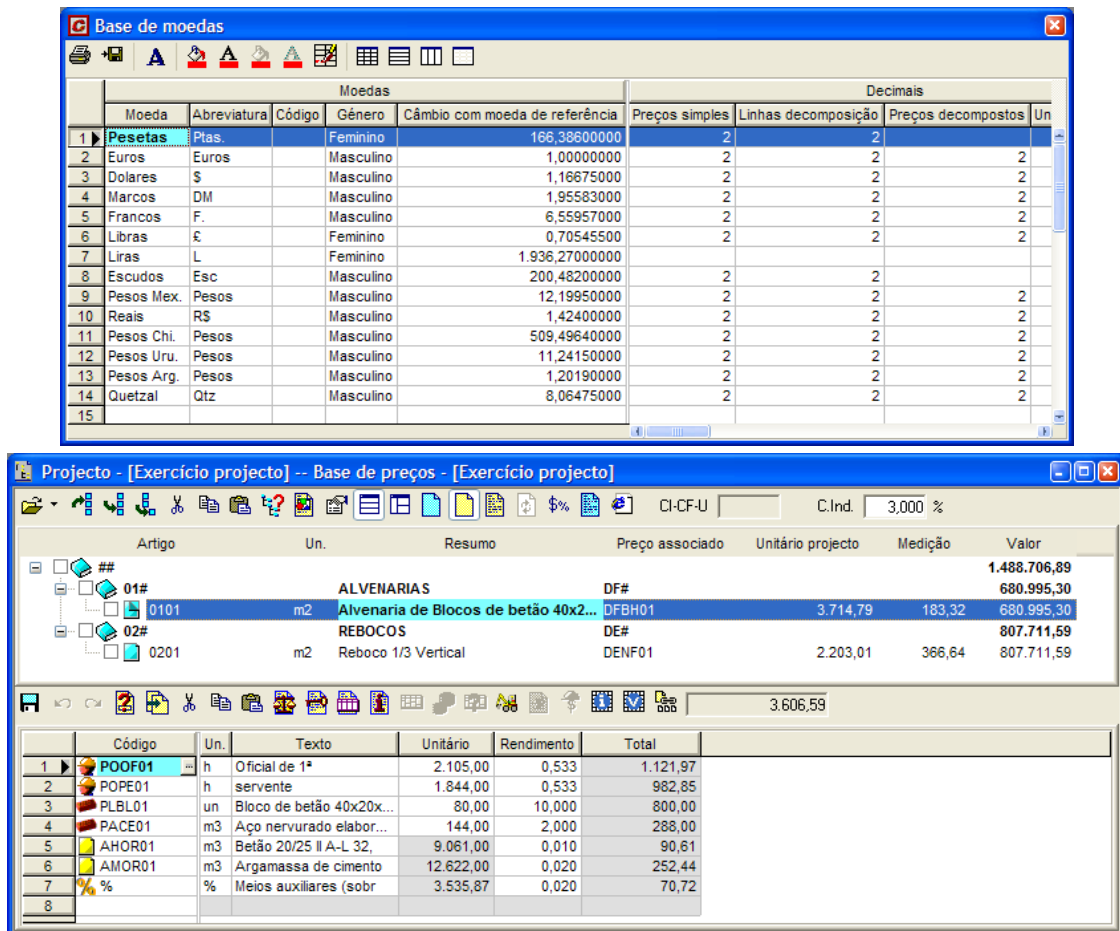 Base de moedas
Moedas Decimais
Moeda Abreviatura Código Género Câmbio com moeda de referência Preços simples Linhas decomposição Preços decompostos Un
1 Pesetas Ptas. Feminino 166,38600000 2 2
2 Euros Euros Masculino 1,00000000 2 2 2
3 Dolares $ Masculino 1,16675000 2 2 2
4 Marcos DM Masculino 1,95583000 2 2 2
5 Francos F. Masculino 6,55957000 2 2 2
6 Libras £ Feminino 0,70545500 2 2 2
7 Liras L Feminino 1.936,27000000
8 Escudos Esc Masculino 200,48200000 2 2
9 Pesos Mex. Pesos Masculino 12,19950000 2 2 2
10 Reais R$ Masculino 1,42400000 2 2 2
11 Pesos Chi. Pesos Masculino 509,49640000 2 2 2
12 Pesos Uru. Pesos Masculino 11,24150000 2 2 2
13 Pesos Arg. Pesos Masculino 1,20190000 2 2 2
14 Quetzal Qtz Masculino 8,06475000 2 2 2
15
Projecto - [Exercício projecto] -- Base de preços - [Exercício projecto]
CI-CF-U C.Ind. 3,000 %
Artigo Un. Resumo Preço associado Unitário projecto Medição Valor
## 1.488.706,89
01# ALVENARIAS DF# 680.995,30
0101 m2 Alvenaria de Blocos de betão 40x2... DFBH01 3.714,79 183,32 680.995,30
02# REBOCOS DE# 807.711,59
0201 m2 Reboco 1/3 Vertical DENF01 2.203,01 366,64 807.711,59
3.606,59
Código Un. Texto Unitário Rendimento Total
1 POOF01 ... h Oficial de 1ª 2.105,00 0,533 1.121,97
2 POPE01 h servente 1.844,00 0,533 982,85
3 PLBL01 un Bloco de betão 40x20x... 80,00 10,000 800,00
4 PACE01 m3 Aço nervurado elabor... 144,00 2,000 288,00
5 AHOR01 m3 Betão 20/25 II A-L 32, 9.061,00 0,010 90,61
6 AMOR01 m3 Argamassa de cimento 12.622,00 0,020 252,44
7 % % Meios auxiliares (sobr 3.535,87 0,020 70,72
8